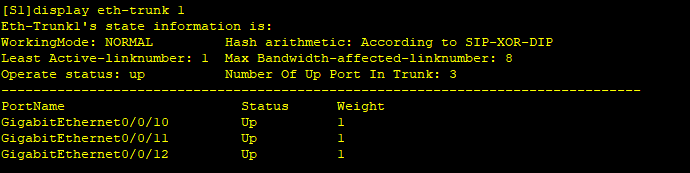 [S1]display eth-trunk 1
Eth-Trunk1's state information is:
WorkingMode: NORMAL         Hash arithmetic: According to SIP-XOR-DIP
Least Active-linknumber: 1  Max Bandwidth-affected-linknumber: 8
Operate status: up          Number Of Up Port In Trunk: 3
--------------------------------------------------------------------------------
PortName                      Status      Weight
GigabitEthernet0/0/10         Up          1
GigabitEthernet0/0/11         Up          1
GigabitEthernet0/0/12         Up          1